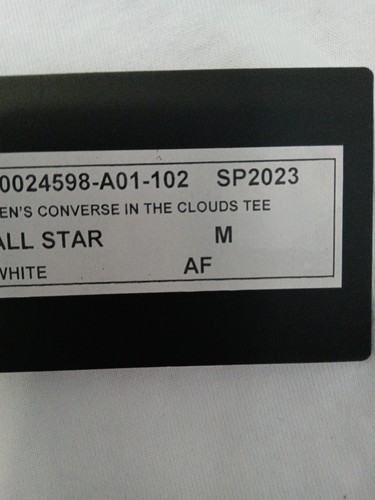 0024598-A01-102 SP2023
EN'S CONVERSE IN THE CLOUDS TEE
ALL STAR M
WHITE AF